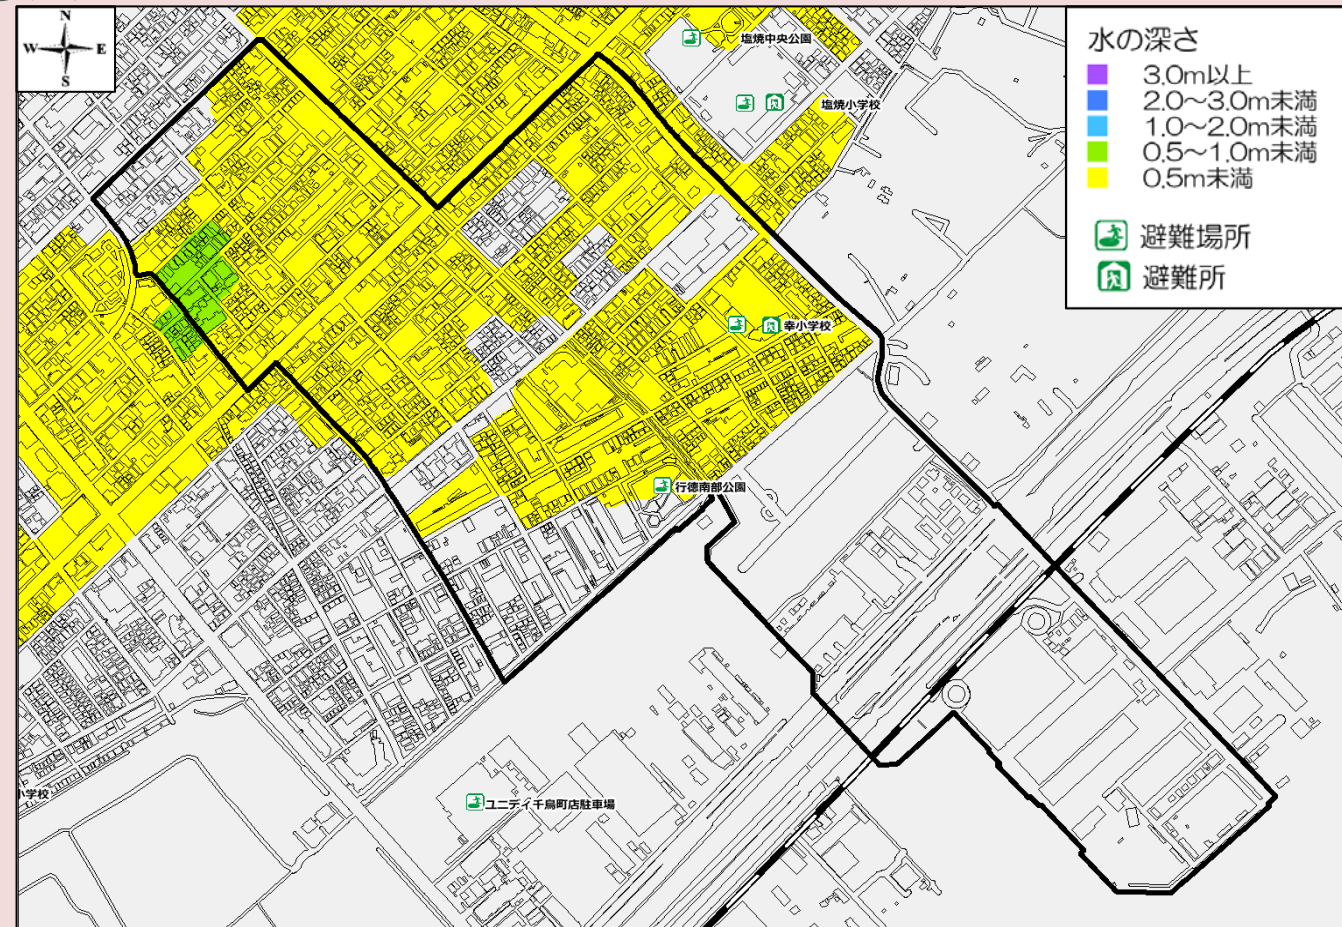 N
W E
S
塩焼中央公園
塩焼小学校
幸小学校
行徳南部公園
ユニディ千鳥町店駐車場
小学校
水の深さ
3.0m以上
2.0〜3.0m未満
1.0〜2.0m未満
0.5〜1.0m未満
0.5m未満
避難場所
避難所